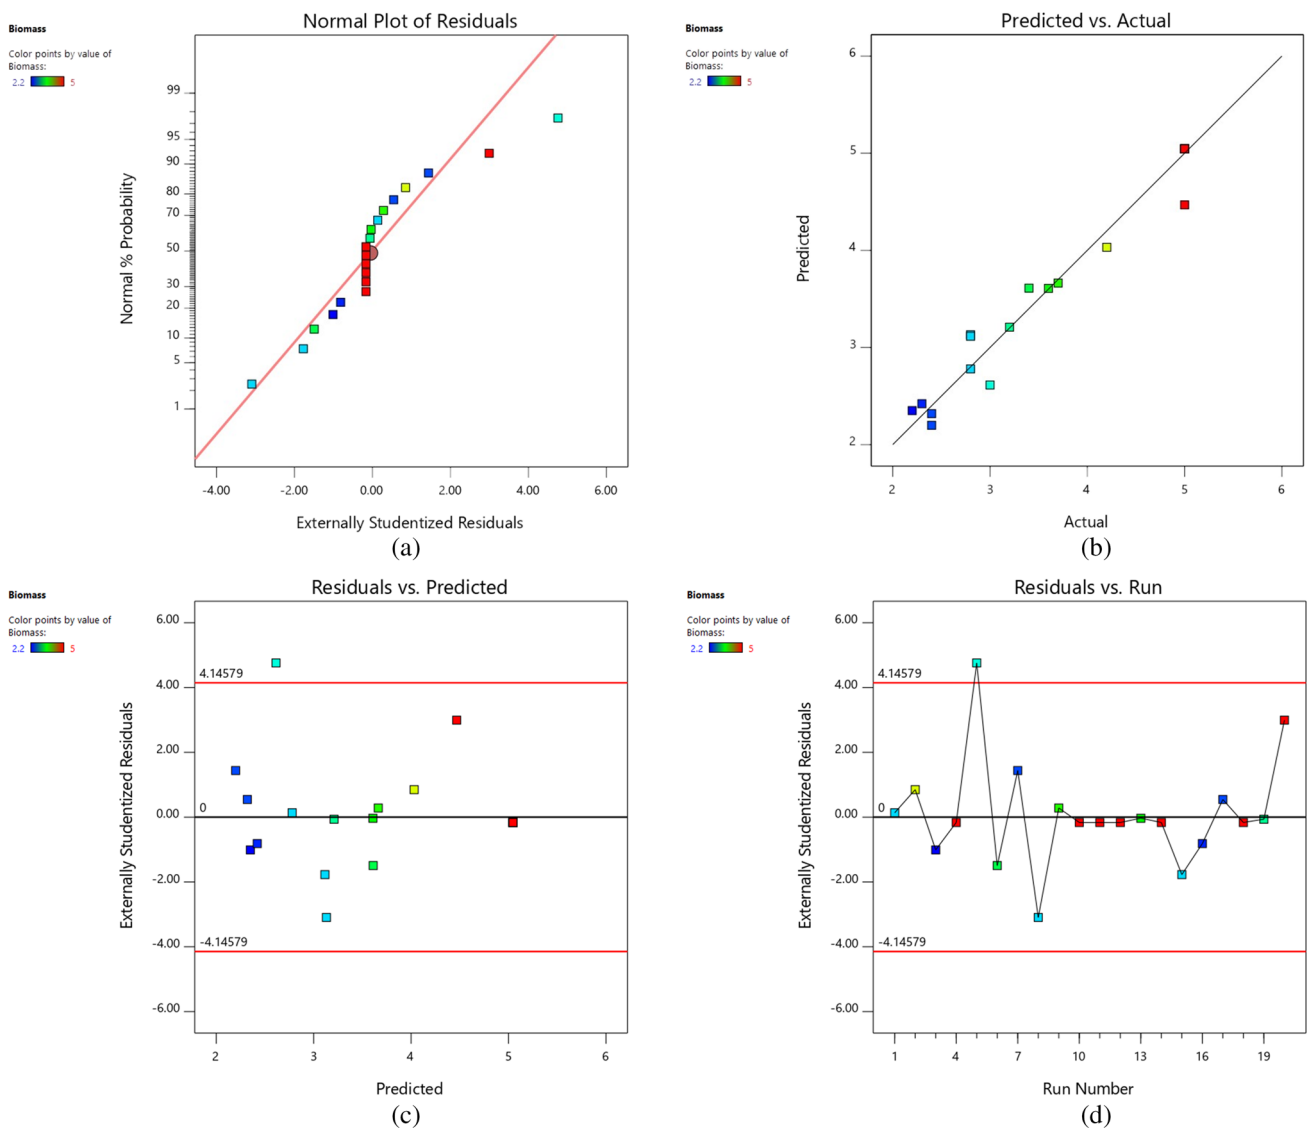 Normal Plot of Residuals
Biomass
Color points by value of
Biomass:
2.2 5
Normal % Probability
99
95
90
80
70
50
30
20
10
5
1
-4.00 -2.00 0.00 2.00 4.00 6.00
Externally Studentized Residuals
(a)
Predicted vs. Actual
Biomass
Color points by value of
Biomass:
2.2 5
Predicted
6
5
4
3
2
2 3 4 5 6
Actual
(b)
Residuals vs. Predicted
Biomass
Color points by value of
Biomass:
2.2 5
Externally Studentized Residuals
6.00
4.14579
4.00
2.00
0
0.00
-2.00
-4.14579
-4.00
-6.00
2 3 4 5 6
Predicted
(c)
Residuals vs. Run
Biomass
Color points by value of
Biomass:
2.2 5
Externally Studentized Residuals
6.00
4.14579
4.00
2.00
0
0.00
-2.00
-4.14579
-4.00
-6.00
1 4 7 10 13 16 19
Run Number
(d)